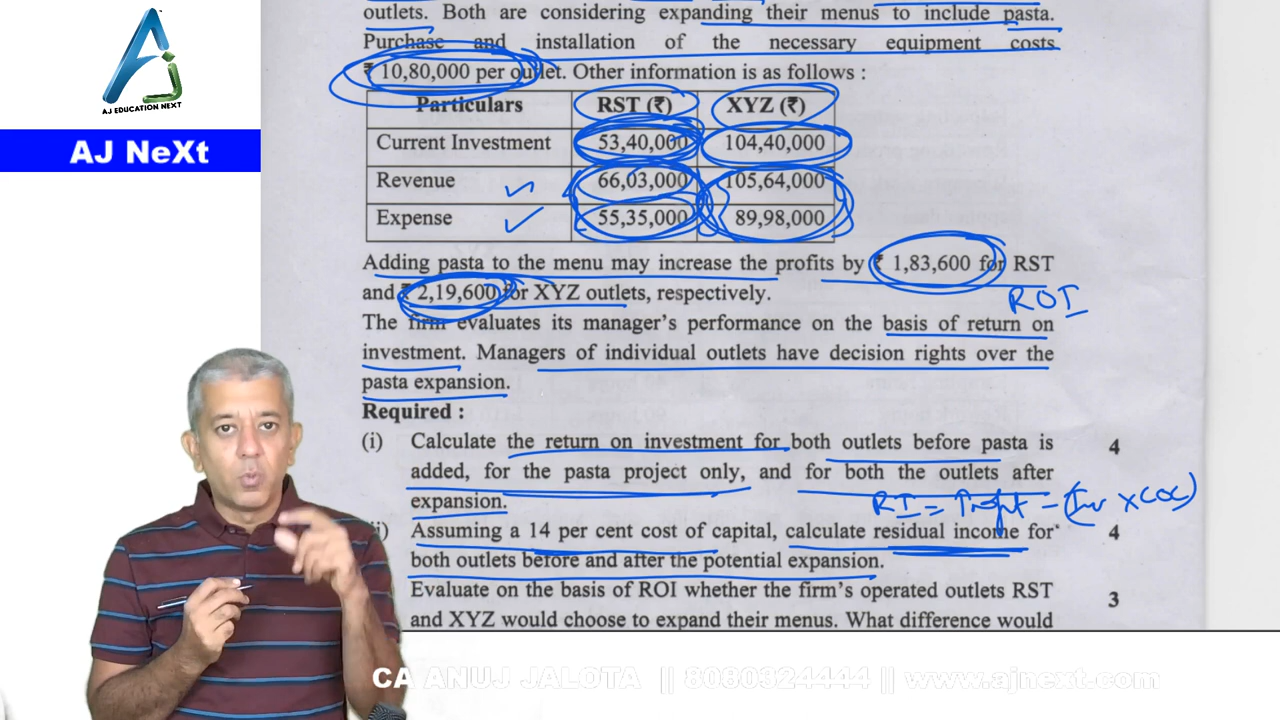 AJ EDUCATION NEXT
AJ NeXt
outlets. Both are considering expanding their menus to include pasta.
Purchase and installation of the necessary equipment costs
₹ 10,80,000 per outlet. Other information is as follows :
Particulars RST (₹) XYZ (₹)
Current Investment 53,40,000 104,40,000
Revenue 66,03,000 105,64,000
Expense 55,35,000 89,98,000
Adding pasta to the menu may increase the profits by ₹ 1,83,600 for RST
and ₹ 2,19,600 for XYZ outlets, respectively.
ROI
The firm evaluates its manager's performance on the basis of return on
investment. Managers of individual outlets have decision rights over the
pasta expansion.
Required :
(i) Calculate the return on investment for both outlets before pasta is 4
added, for the pasta project only, and for both the outlets after
expansion.
RI = Profit - (Inv X COC)
ii) Assuming a 14 per cent cost of capital, calculate residual income for 4
both outlets before and after the potential expansion.
Evaluate on the basis of ROI whether the firm's operated outlets RST 3
and XYZ would choose to expand their menus. What difference would
CA ANUJ JALOTA || 8080924444 || www.ajnext.com